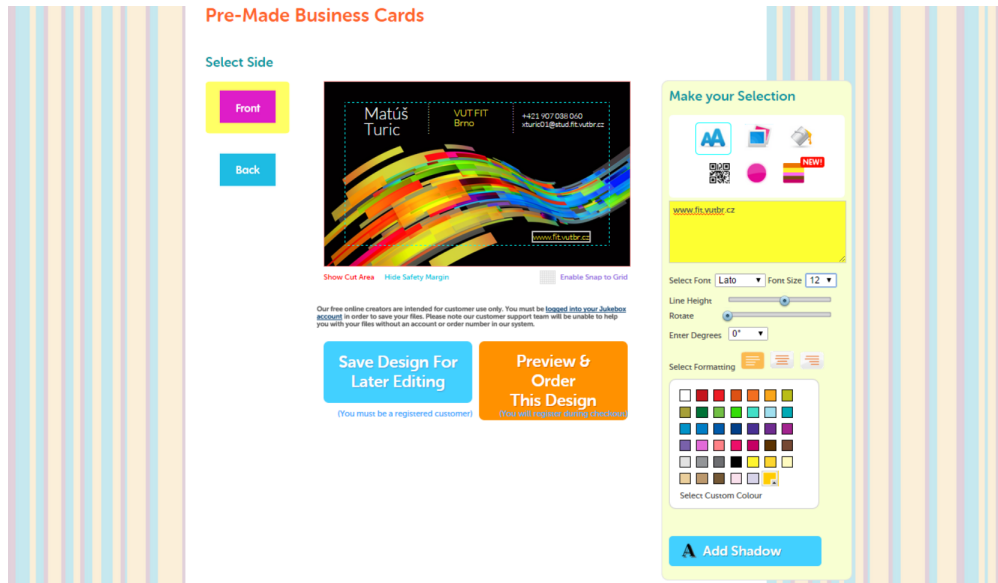 Pre-Made Business Cards
Select Side
Front
Back
Matúš
Turic
VUT FIT
Brno
+421 907 038 060
xturic01@stud.fit.vutbr.cz
www.fit.vutbr.cz
Show Cut Area
Hide Safety Margin
Enable Snap to Grid
Our free online creators are intended for customer use only. You must be logged into your Jukebox
account in order to save your files. Please note our customer support team will be unable to help
you with your files without an account or order number in our system.
Save Design For
Later Editing
(You must be a registered customer)
Preview &
Order
This Design
(You will register during checkout)
Make your Selection
AA
NEW!
www.fit.vutbr.cz
Select Font
Lato
Font Size
12
Line Height
Rotate
Enter Degrees
0°
Select Formatting
Select Custom Colour
A Add Shadow